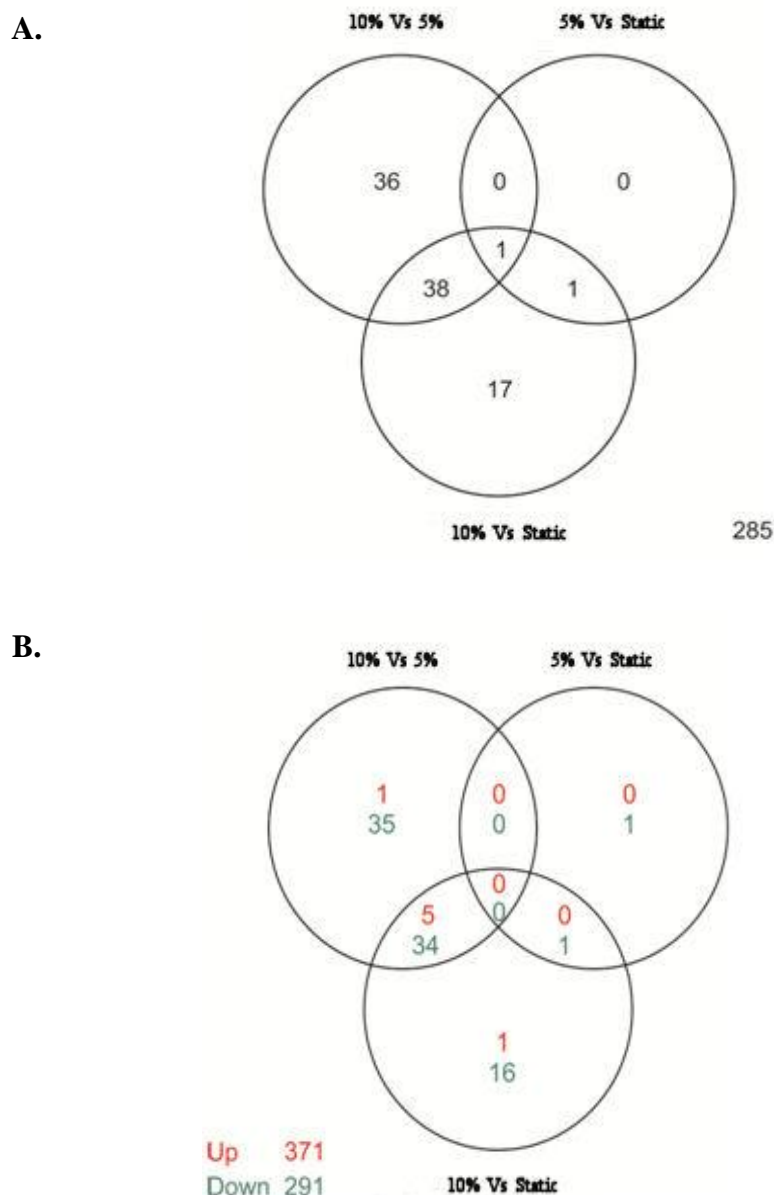 A.
10% Vs 5% 5% Vs Static
36 0 0
1
38 1
17
10% Vs Static 285
B.
10% Vs 5% 5% Vs Static
1 0 0
35 0 1
0
0
5 0
34 1
1
16
Up 371
Down 291
10% Vs Static